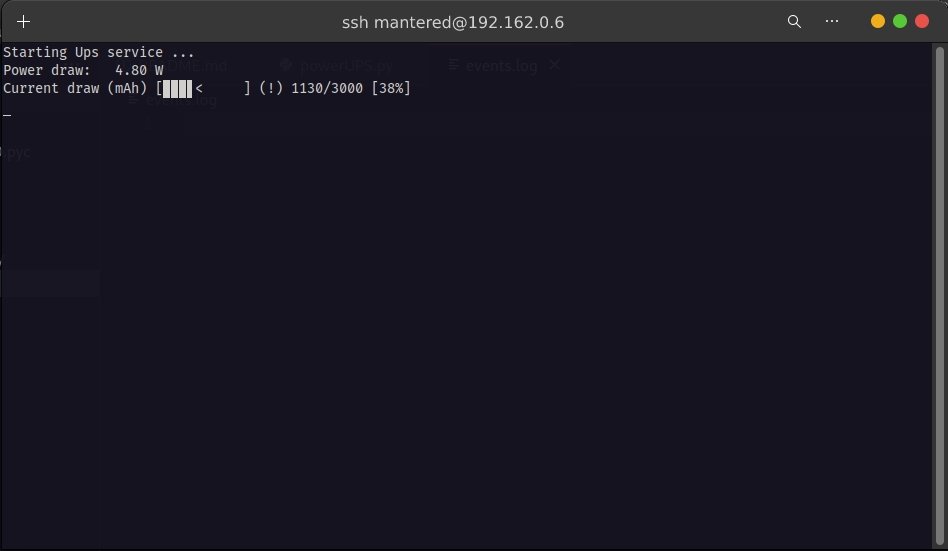 ssh mantered@192.162.0.6
Starting Ups service ...
Power draw:   4.80 W
Current draw (mAh) [████<     ] (!) 1130/3000 [38%]
UME.md
powerUPS.py
events.log
events.log
.pyc